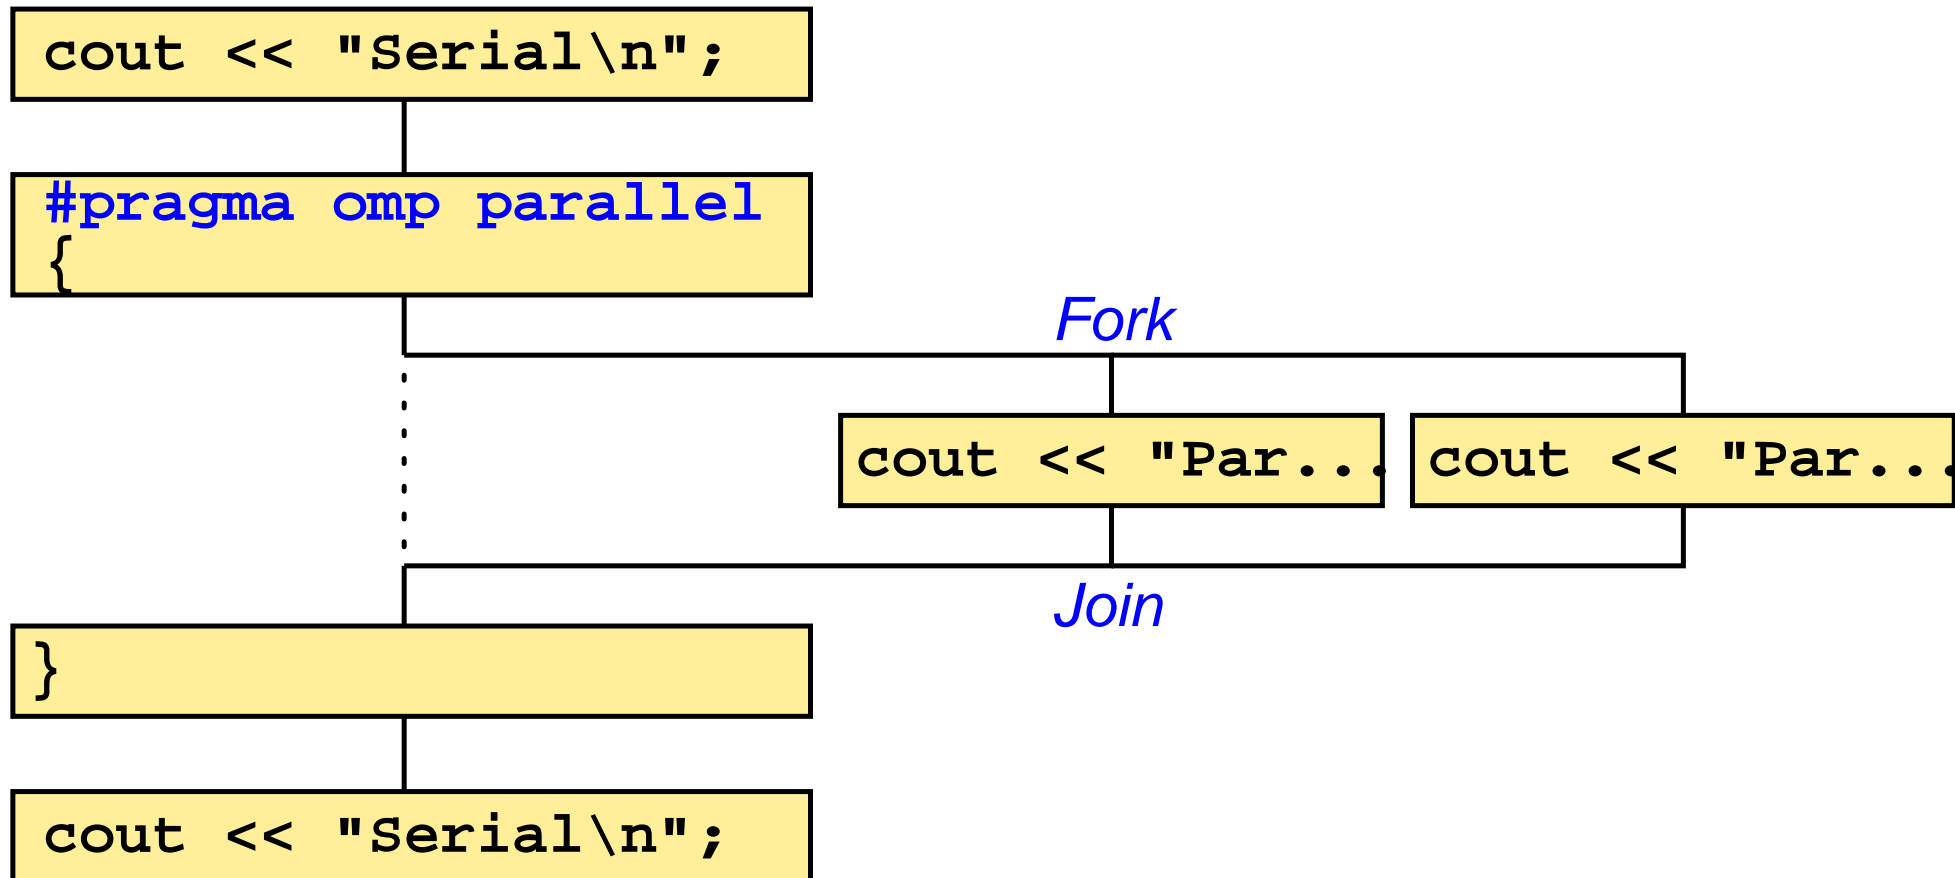 cout << "Serial\n";
#pragma omp parallel
{
Fork
cout << "Par...
cout << "Par...
Join
}
cout << "Serial\n";